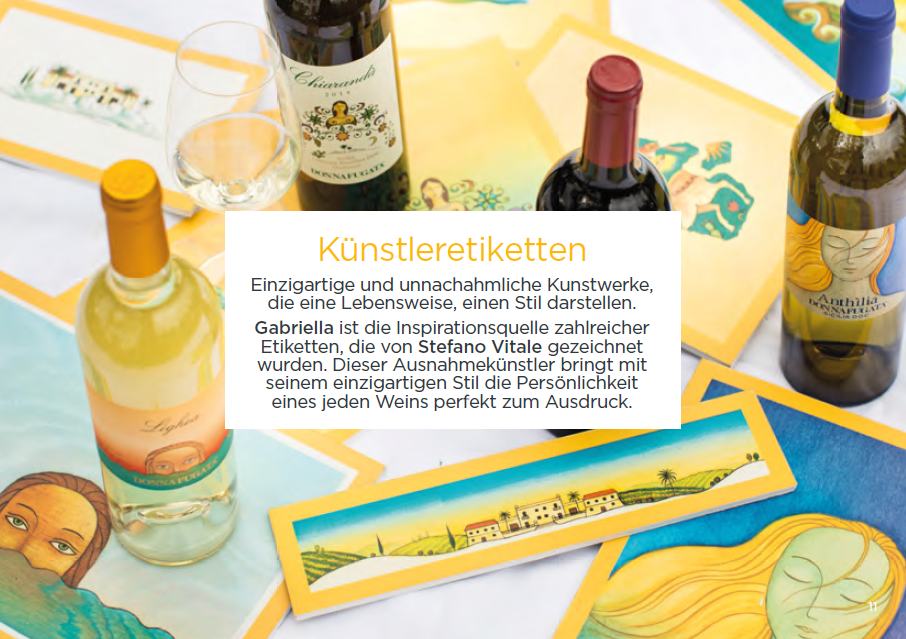 Chiarandà
DONNAFUGATA
Künstleretiketten
Einzigartige und unnachahmliche Kunstwerke,
die eine Lebensweise, einen Stil darstellen.
Gabriella ist die Inspirationsquelle zahlreicher
Etiketten, die von Stefano Vitale gezeichnet
wurden. Dieser Ausnahmekünstler bringt mit
seinem einzigartigen Stil die Persönlichkeit
eines jeden Weins perfekt zum Ausdruck.
Anthìlia
DONNAFUGATA
SICILIA DOC
Lighea
DONNAFUGATA
11